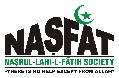 NASFAT
NASRUL-LAHI-L-FATIH SOCIETY
"THERE IS NO HELP EXCEPT FROM ALLAH"